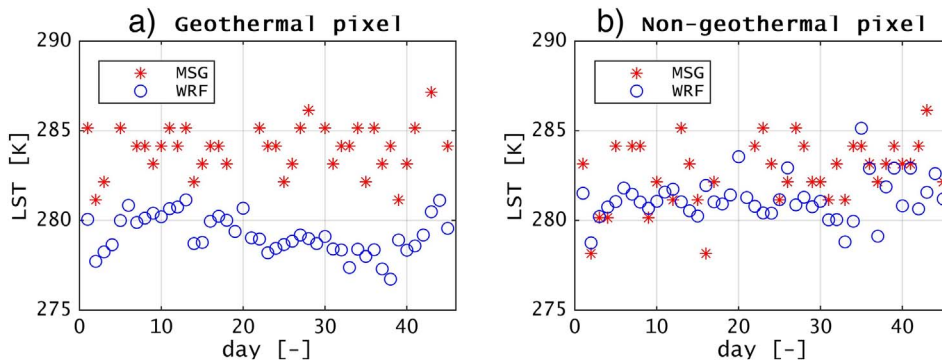 a) Geothermal pixel
290
285
280
275
LST [K]
MSG
WRF
0 10 20 30 40
day [-]
b) Non-geothermal pixel
290
285
280
275
LST [K]
MSG
WRF
0 10 20 30 40
day [-]